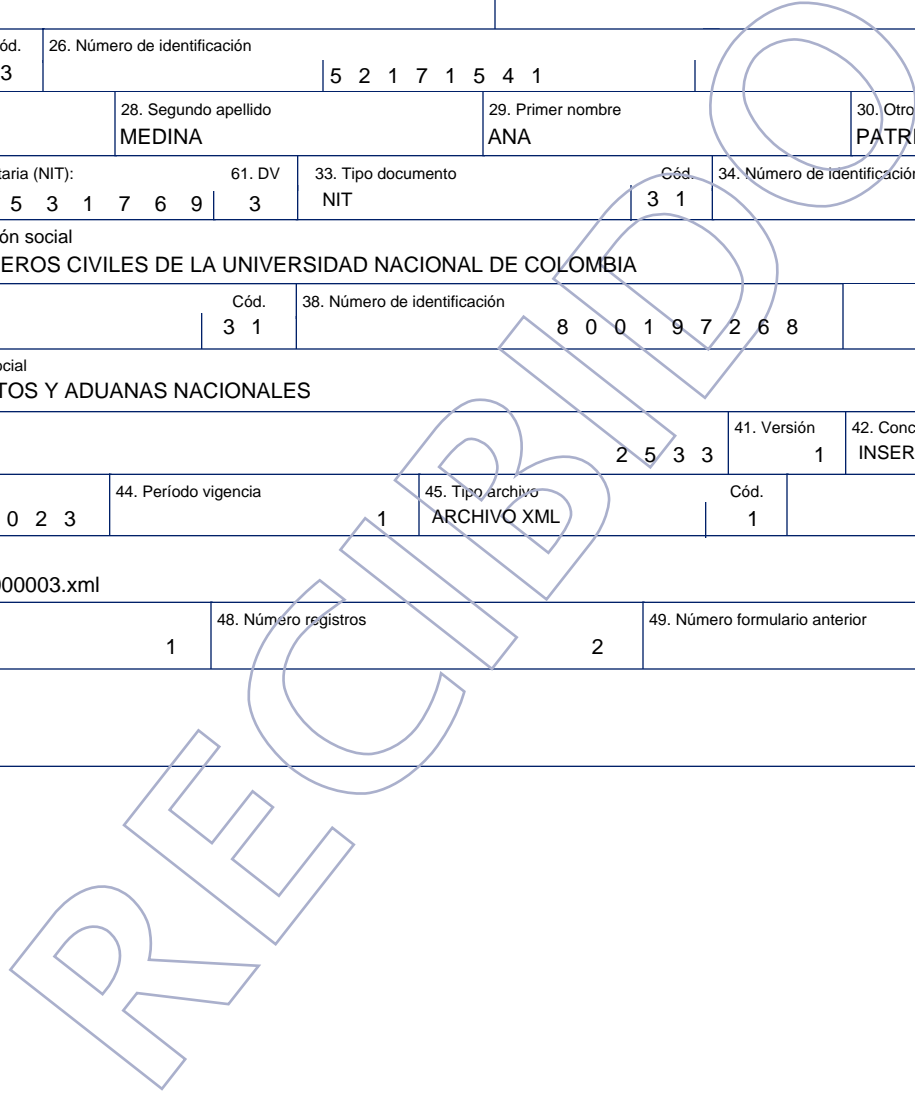 ód. 26. Número de identificación
3 5 2 1 7 1 5 4 1
28. Segundo apellido 29. Primer nombre 30. Otro
MEDINA ANA PATRI
taria (NIT): 61. DV 33. Tipo documento Cód. 34. Número de identificación
5 3 1 7 6 9 3 NIT 3 1
ón social
EROS CIVILES DE LA UNIVERSIDAD NACIONAL DE COLOMBIA
Cód. 38. Número de identificación
3 1 8 0 0 1 9 7 2 6 8
ocial
TOS Y ADUANAS NACIONALES
41. Versión 42. Conc
2 5 3 3 1 INSER
44. Período vigencia 45. Tipo archivo Cód.
0 2 3 1 ARCHIVO XML 1
000003.xml
48. Número registros 49. Número formulario anterior
1 2
RECIBIDO